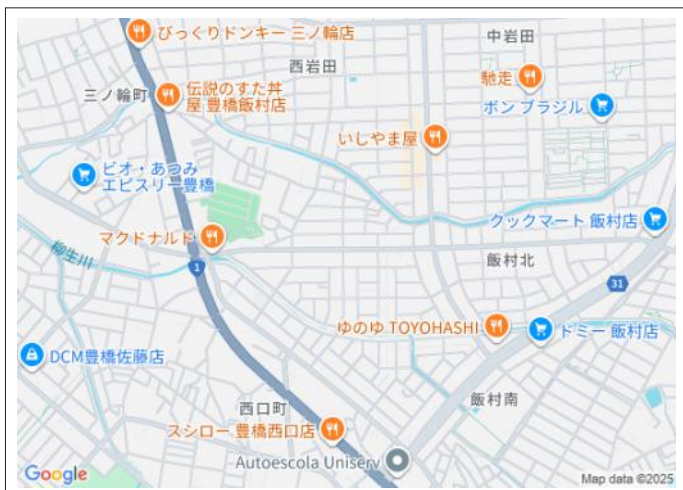 びっくりドンキー 三ノ輪店
中岩田
西岩田
馳走
三ノ輪町
伝説のすた丼
屋 豊橋飯村店
ボン ブラジル
いしやま屋
ビオ・あつみ
エピスリー豊橋
クックマート 飯村店
マクドナルド
柳生川
飯村北
1
31
ゆのゆ TOYOHASHI
ドミー 飯村店
DCM豊橋佐藤店
飯村南
西口町
スシロー 豊橋西口店
Autoescola Uniserv
Google
Map data ©2025